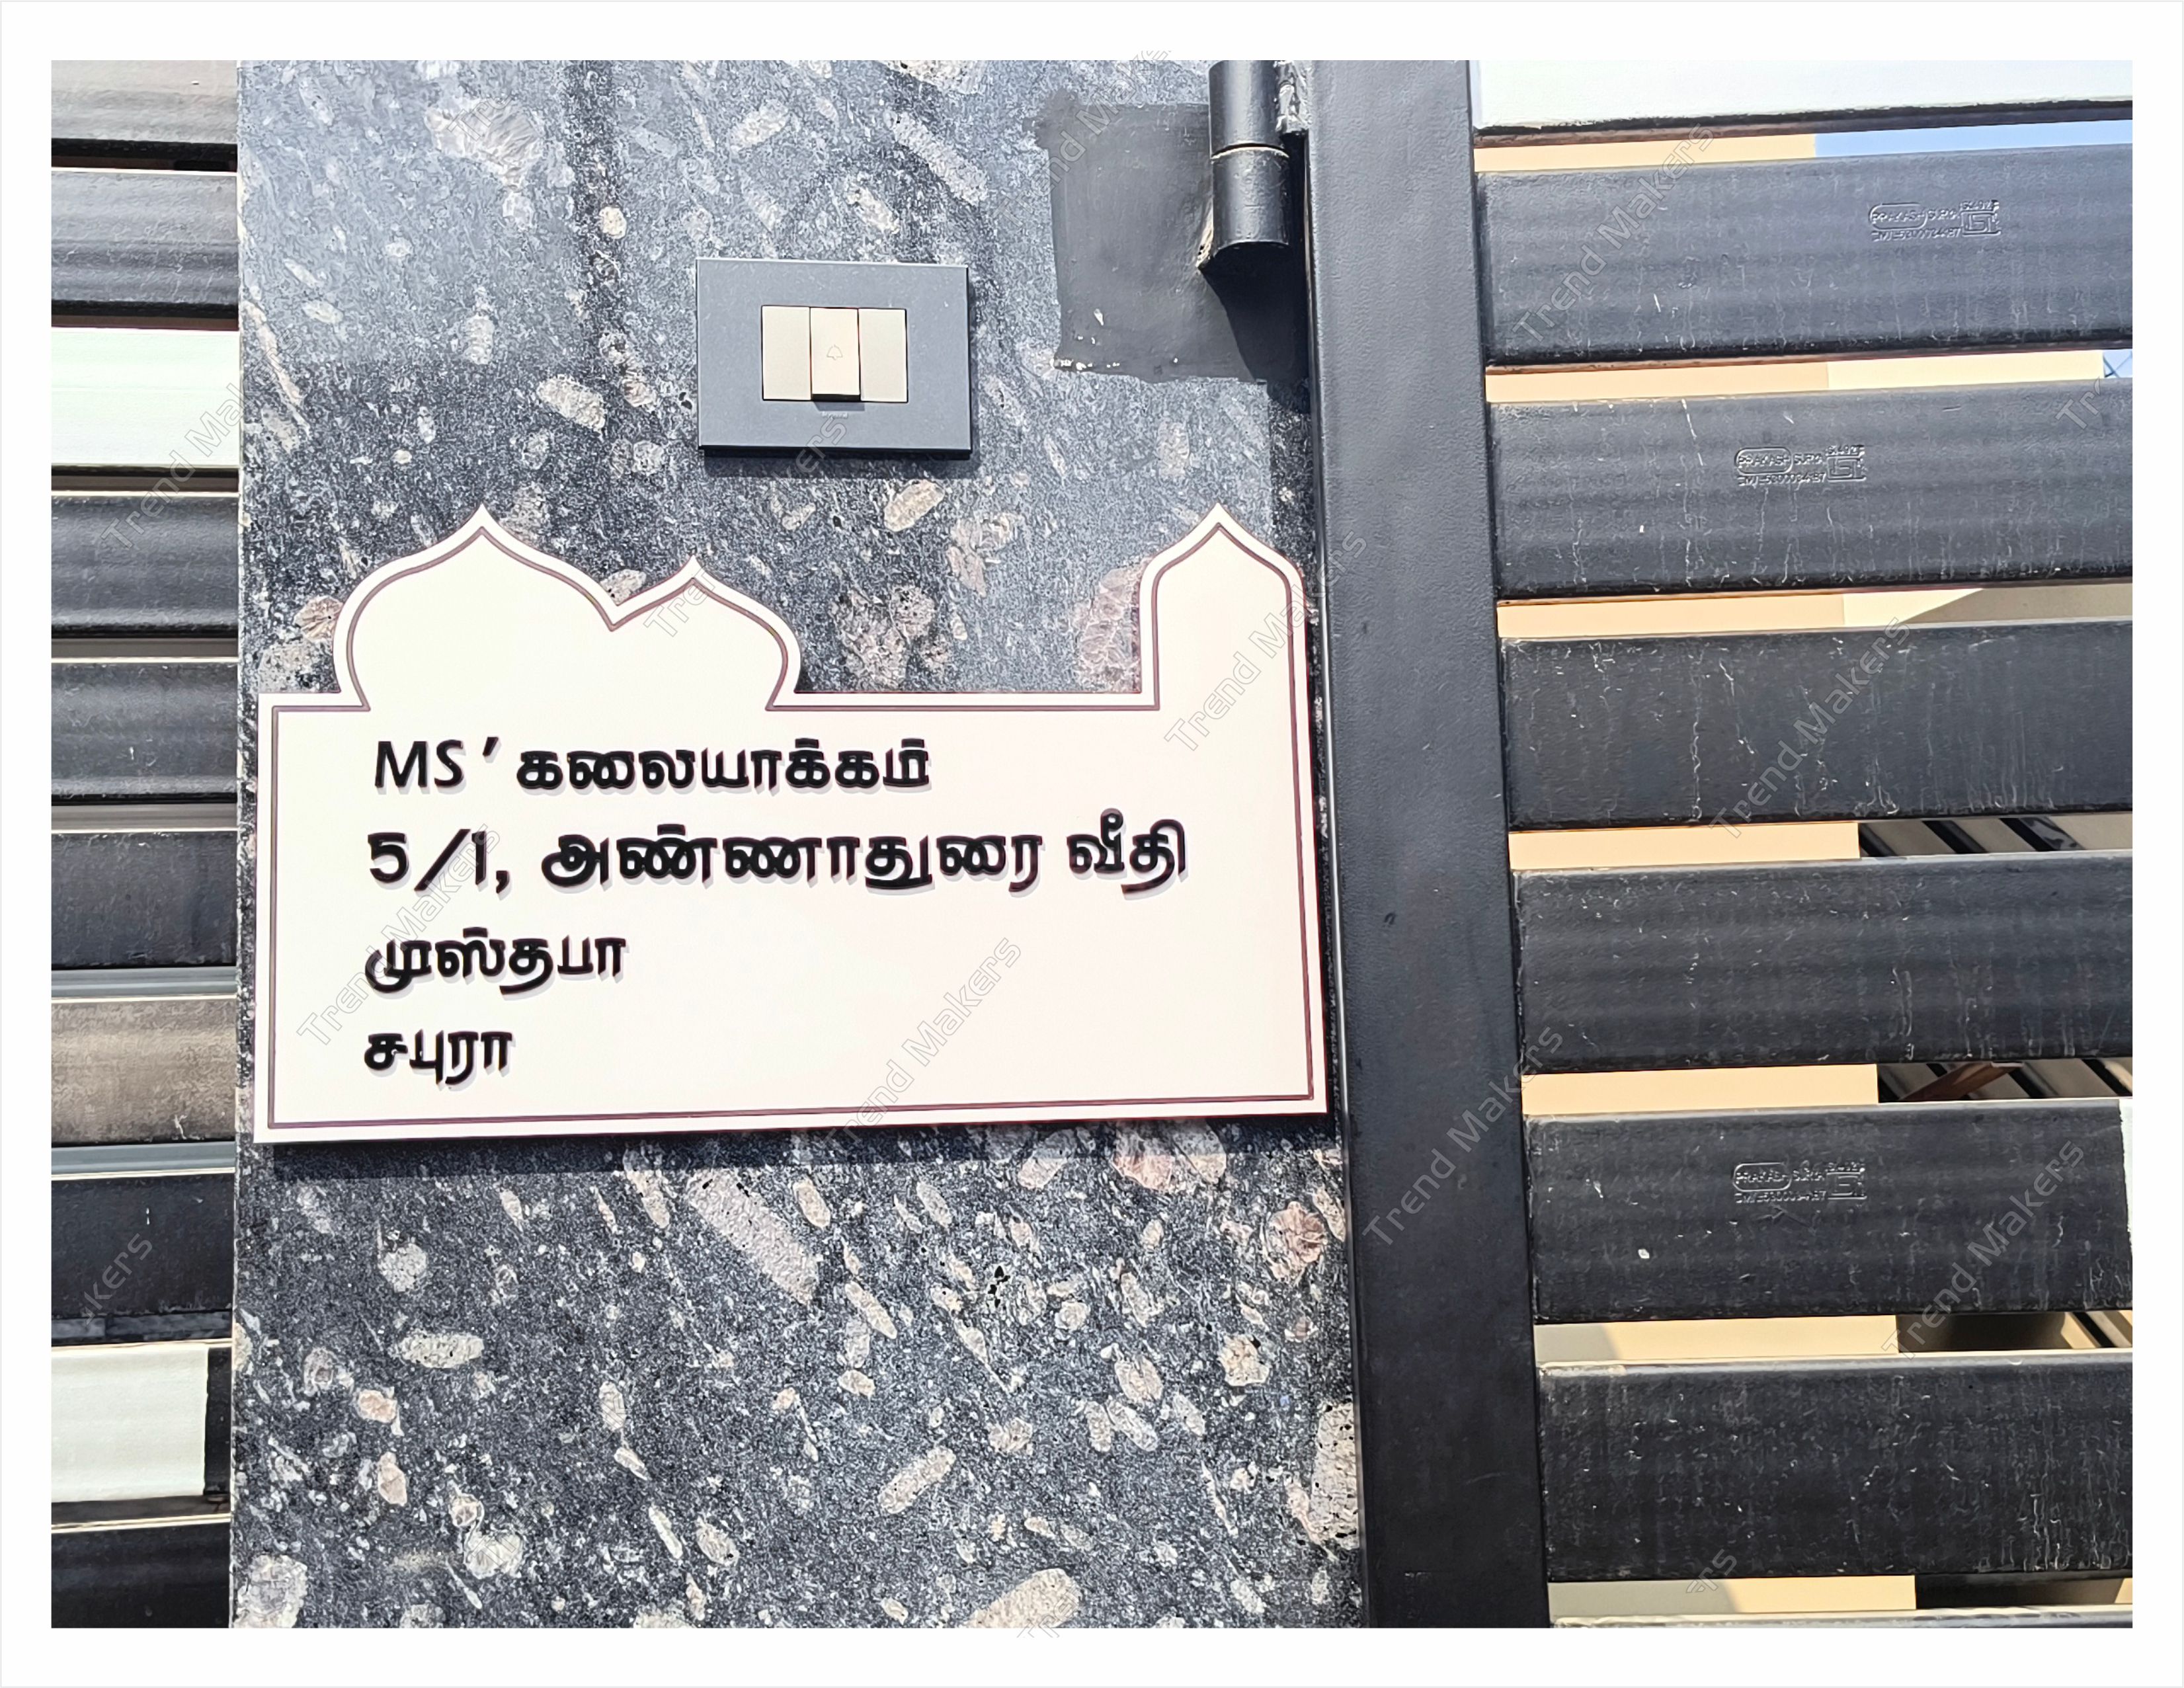 MS' கலையாக்கம்
5/1, அண்ணாதுரை வீதி
முஸ்தபா
சபுரா
Trend Makers